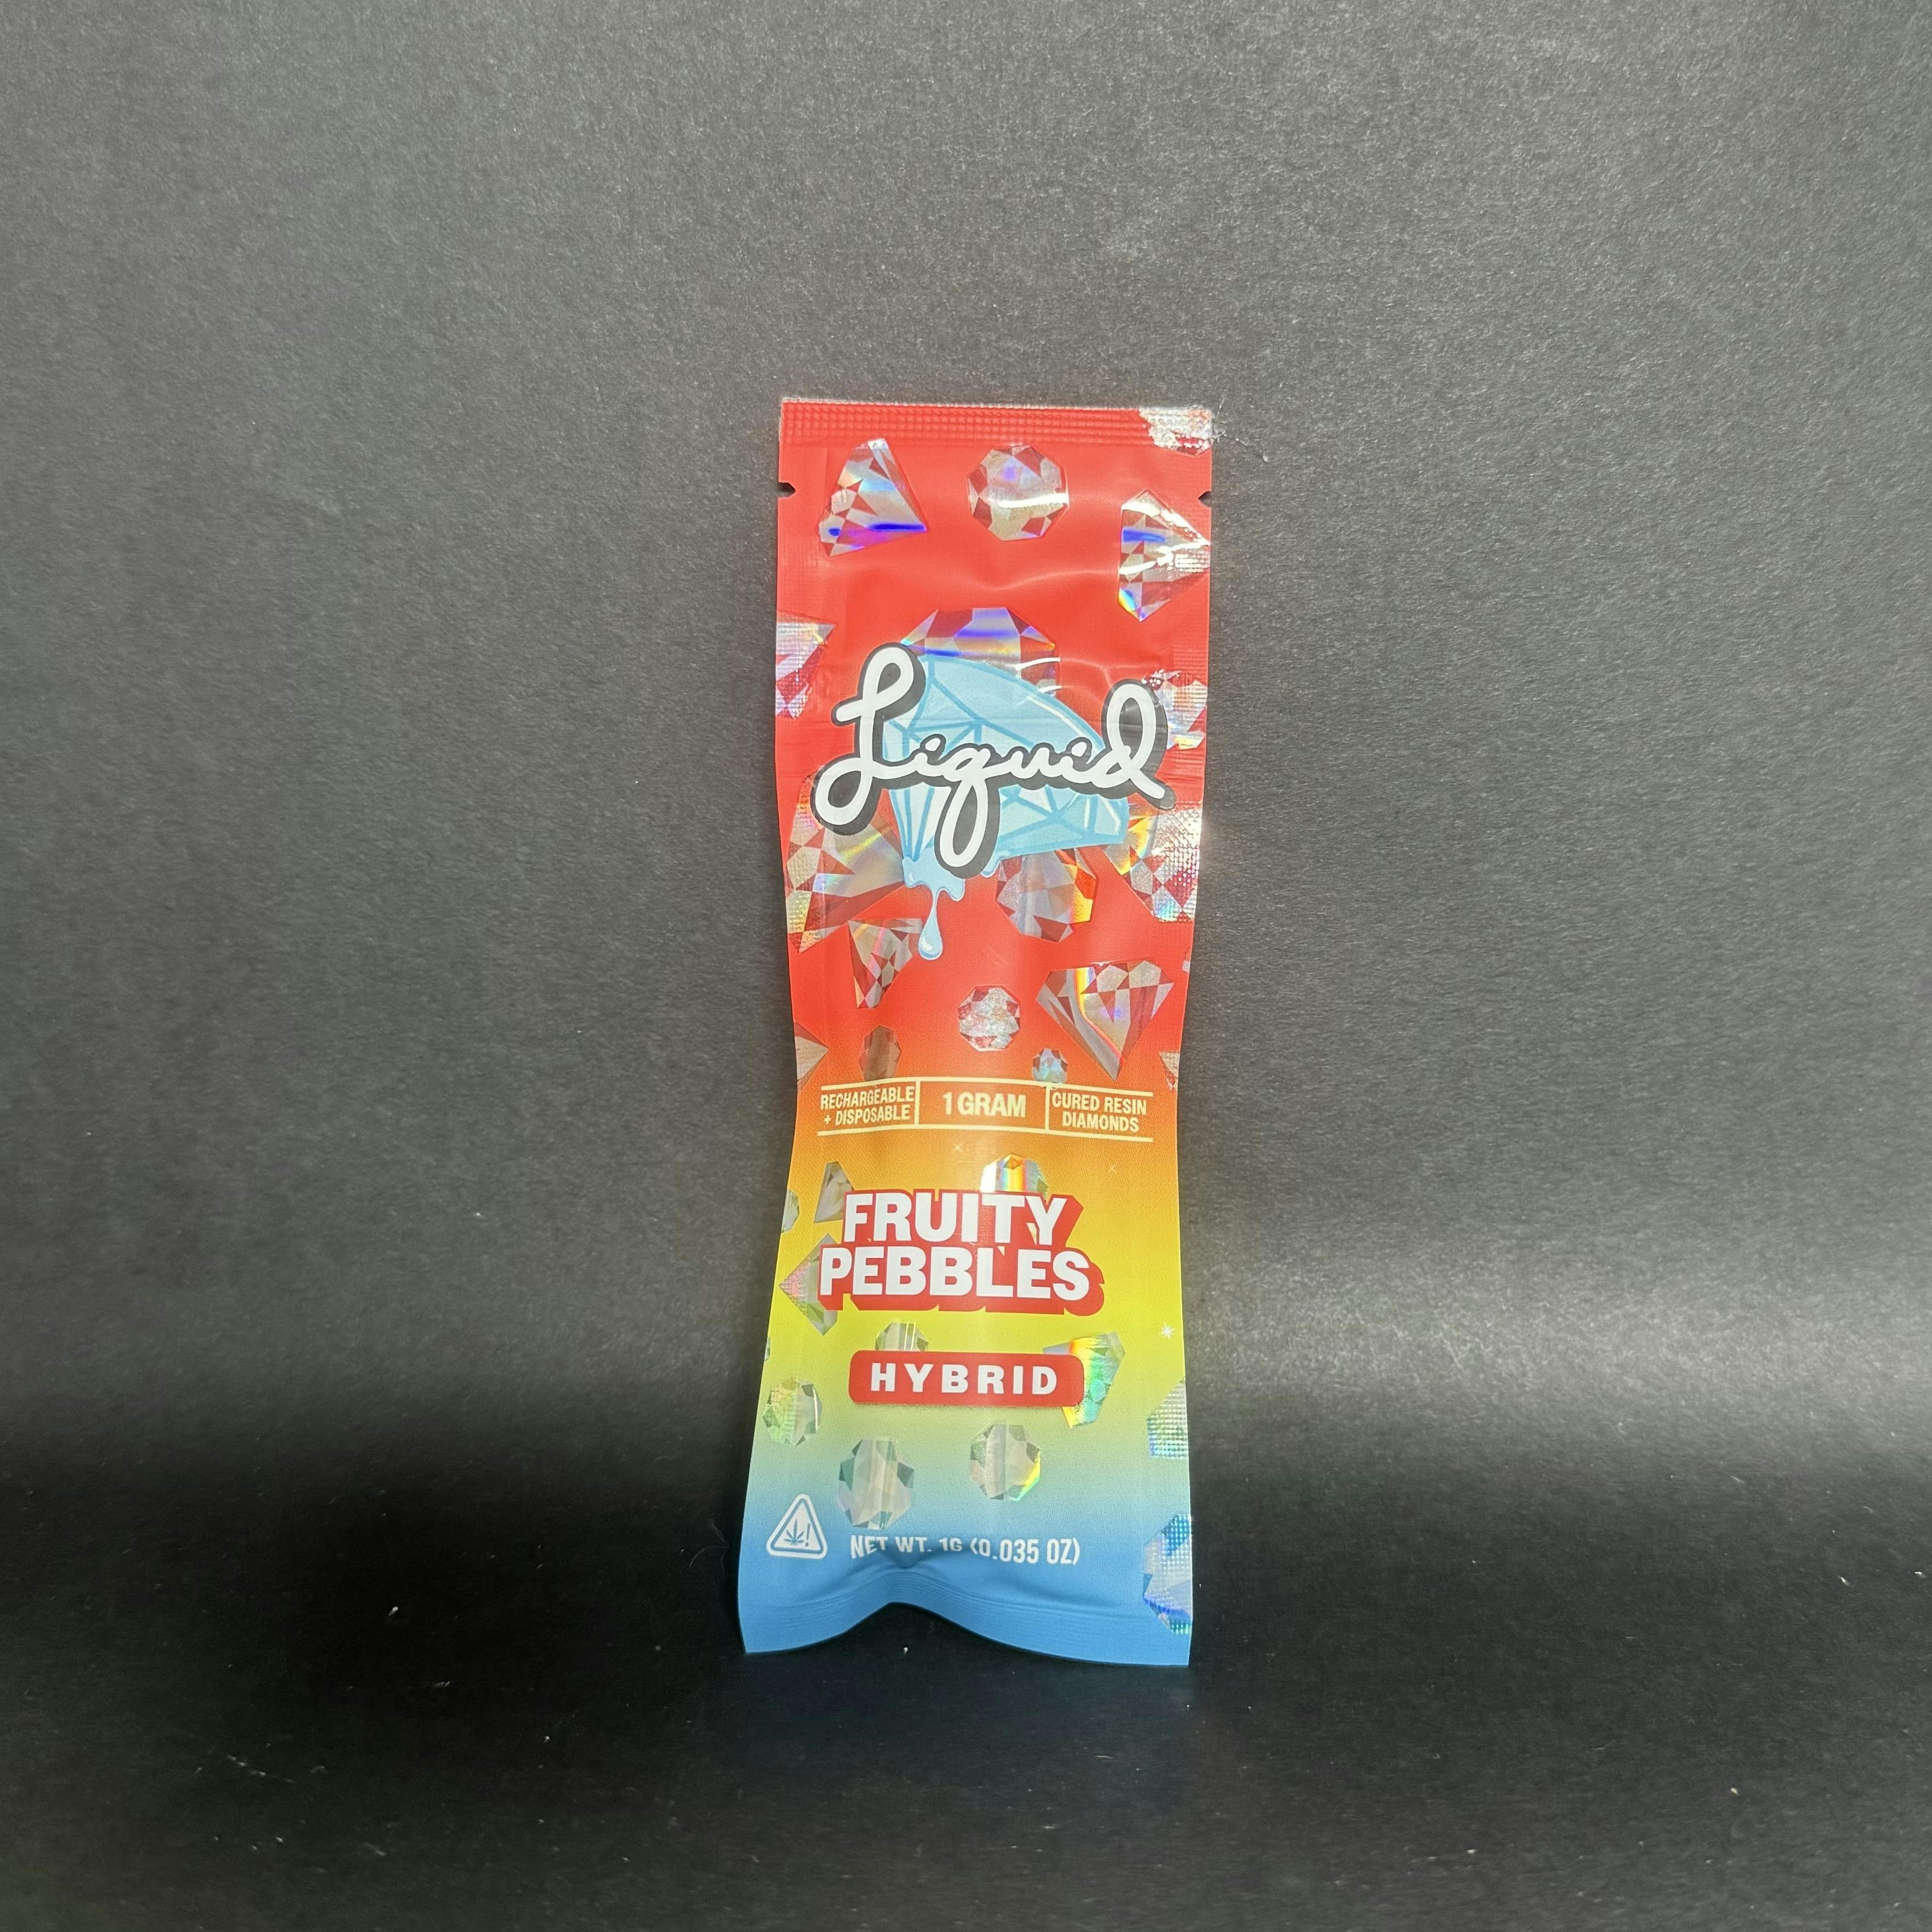 Liquid
RECHARGEABLE
+ DISPOSABLE
1 GRAM
CURED RESIN
DIAMONDS
FRUITY
PEBBLES
HYBRID
!
NET WT. 1G (0.035 OZ)